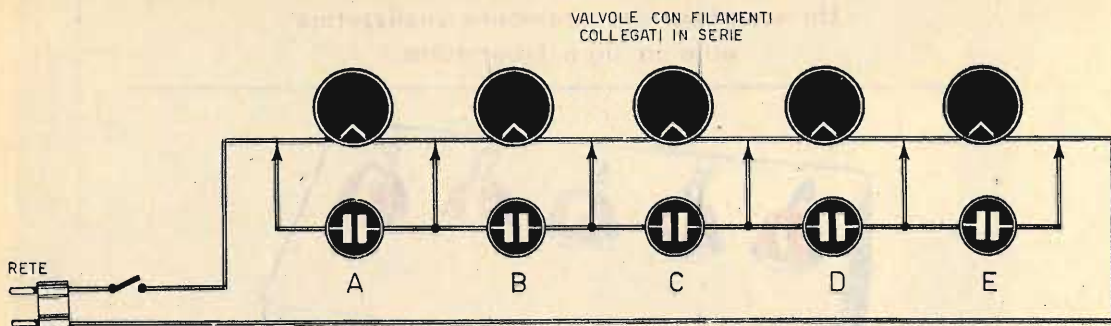 VALVOLE CON FILAMENTI
COLLEGATI IN SERIE
RETE
A B C D E